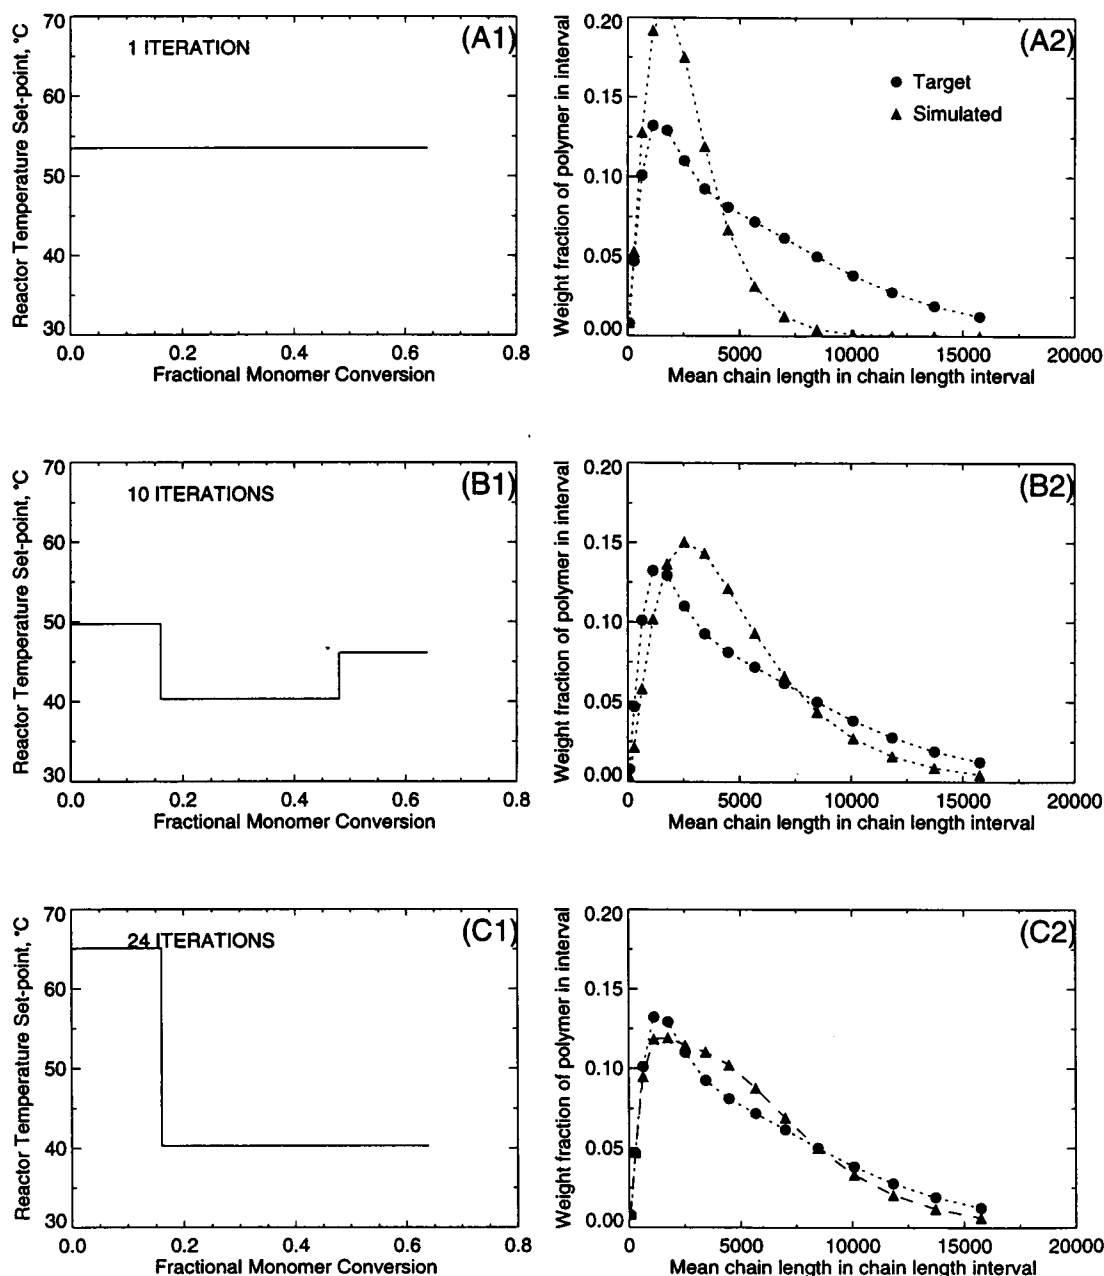 Reactor Temperature Set-point, °C
70
60
50
40
30
1 ITERATION
(A1)
0.0 0.2 0.4 0.6 0.8
Fractional Monomer Conversion
Weight fraction of polymer in interval
0.20
0.15
0.10
0.05
0.00
(A2)
Target
Simulated
0 5000 10000 15000 20000
Mean chain length in chain length interval
Reactor Temperature Set-point, °C
70
60
50
40
30
10 ITERATIONS
(B1)
0.0 0.2 0.4 0.6 0.8
Fractional Monomer Conversion
Weight fraction of polymer in interval
0.20
0.15
0.10
0.05
0.00
(B2)
0 5000 10000 15000 20000
Mean chain length in chain length interval
Reactor Temperature Set-point, °C
70
60
50
40
30
24 ITERATIONS
(C1)
0.0 0.2 0.4 0.6 0.8
Fractional Monomer Conversion
Weight fraction of polymer in interval
0.20
0.15
0.10
0.05
0.00
(C2)
0 5000 10000 15000 20000
Mean chain length in chain length interval